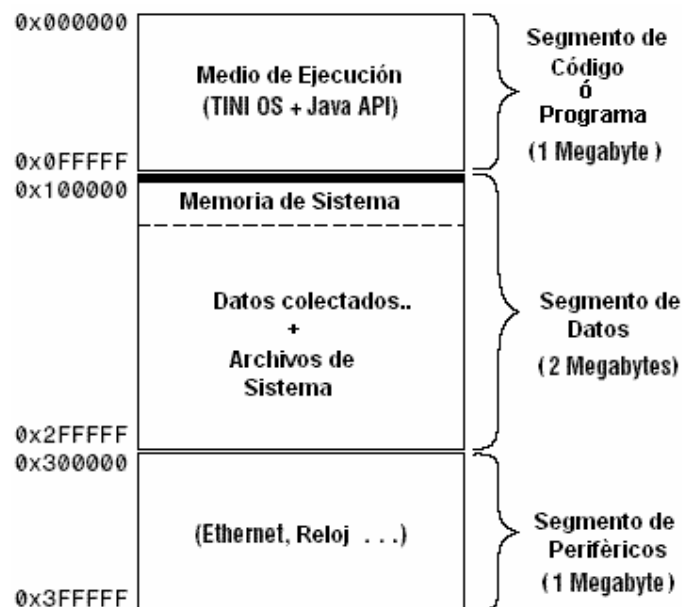 0x000000
Medio de Ejecución
(TINI OS + Java API)
0x0FFFFF
Segmento de
Código
Ó
Programa
(1 Megabyte )
0x100000
Memoria de Sistema
Datos colectados..
+
Archivos de
Sistema
0x2FFFFF
Segmento de
Datos
(2 Megabytes)
0x300000
(Ethernet, Reloj . . .)
0x3FFFFF
Segmento de
Perifèricos
(1 Megabyte )